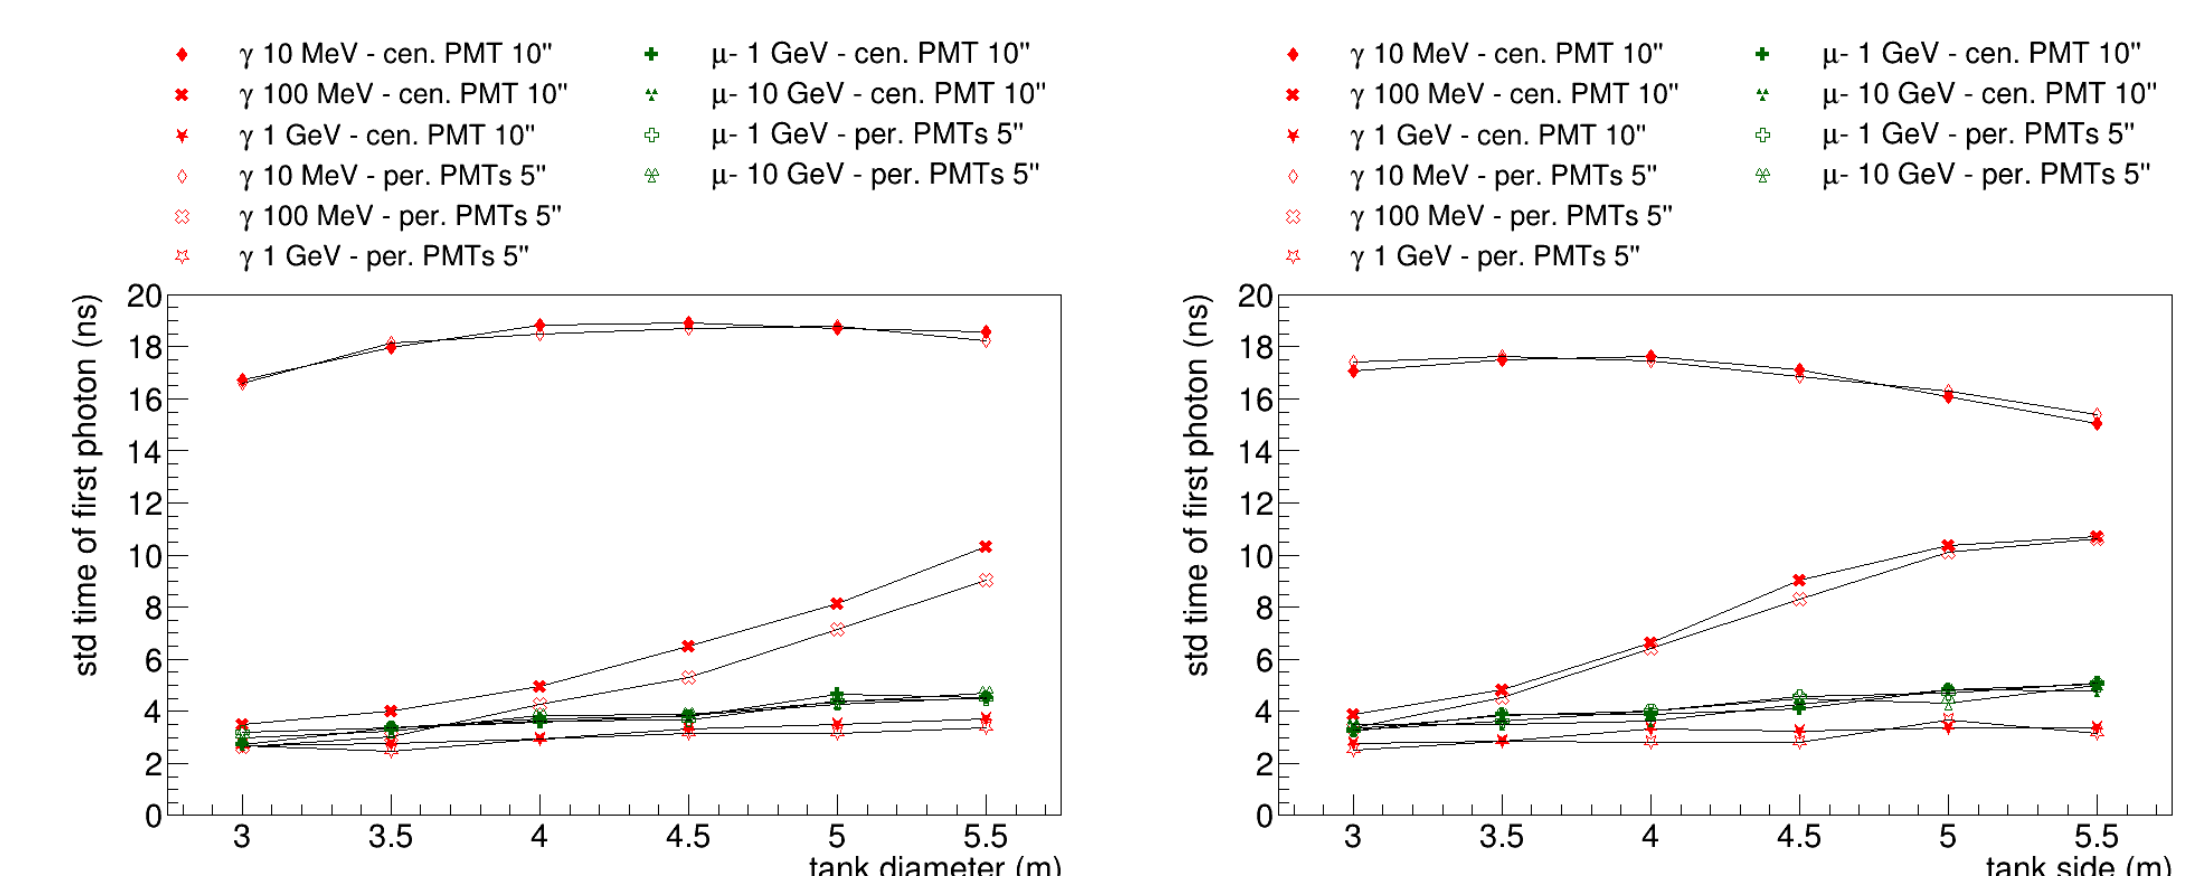 γ 10 MeV - cen. PMT 10"
γ 100 MeV - cen. PMT 10"
γ 1 GeV - cen. PMT 10"
γ 10 MeV - per. PMTs 5"
γ 100 MeV - per. PMTs 5"
γ 1 GeV - per. PMTs 5"
μ- 1 GeV - cen. PMT 10"
μ- 10 GeV - cen. PMT 10"
μ- 1 GeV - per. PMTs 5"
μ- 10 GeV - per. PMTs 5"
std time of first photon (ns)
20
18
16
14
12
10
8
6
4
2
0
3 3.5 4 4.5 5 5.5
tank diameter (m)
γ 10 MeV - cen. PMT 10"
γ 100 MeV - cen. PMT 10"
γ 1 GeV - cen. PMT 10"
γ 10 MeV - per. PMTs 5"
γ 100 MeV - per. PMTs 5"
γ 1 GeV - per. PMTs 5"
μ- 1 GeV - cen. PMT 10"
μ- 10 GeV - cen. PMT 10"
μ- 1 GeV - per. PMTs 5"
μ- 10 GeV - per. PMTs 5"
std time of first photon (ns)
20
18
16
14
12
10
8
6
4
2
0
3 3.5 4 4.5 5 5.5
tank side (m)